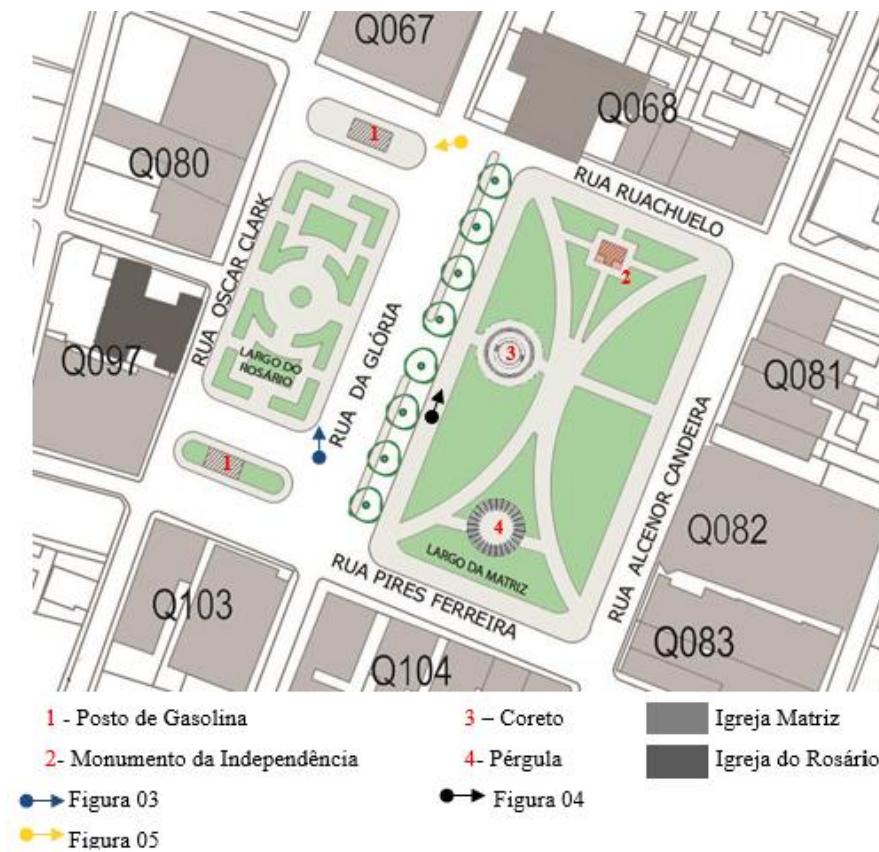 Q067
Q068
Q080
RUA RUACHUELO
RUA OSCAR CLARK
1
2
Q097
LARGO DO
ROSÁRIO
RUA DA GLÓRIA
3
Q081
1
4
RUA ALCENOR CANDEIRA
Q082
LARGO DA MATRIZ
RUA PIRES FERREIRA
Q103
Q104
Q083
1 - Posto de Gasolina
3 – Coreto
Igreja Matriz
2- Monumento da Independência
4- Pérgula
Igreja do Rosário
Figura 03
Figura 04
Figura 05